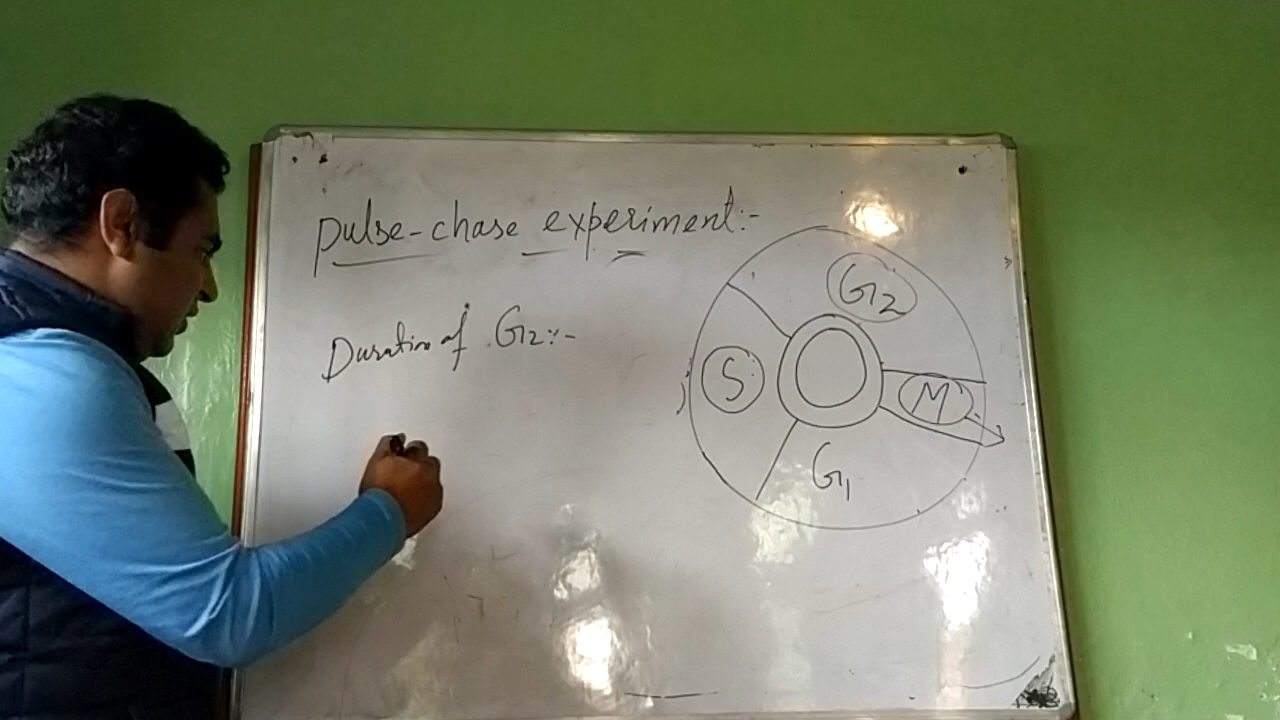 Pulse-chase experiment:-
Duration of G2:-
G2
S
M
G1